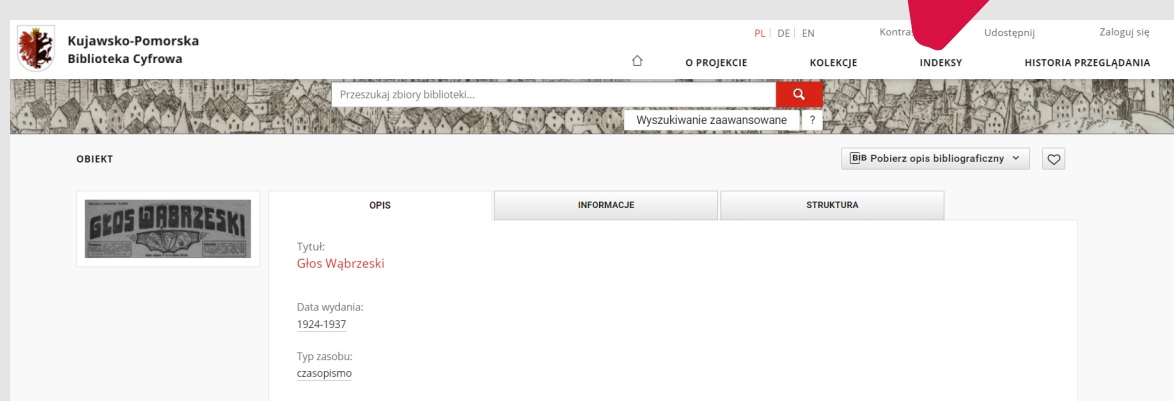 Kujawsko-Pomorska
Biblioteka Cyfrowa
PL | DE | EN
Udostępnij
Zaloguj się
O PROJEKCIE
KOLEKCJE
INDEKSY
HISTORIA PRZEGLĄDANIA
Przeszukaj zbiory biblioteki...
Wyszukiwanie zaawansowane ?
OBIEKT
BIB Pobierz opis bibliograficzny
GŁOS WĄBRZESKI
OPIS
INFORMACJE
STRUKTURA
Tytuł:
Głos Wąbrzeski
Data wydania:
1924-1937
Typ zasobu:
czasopismo